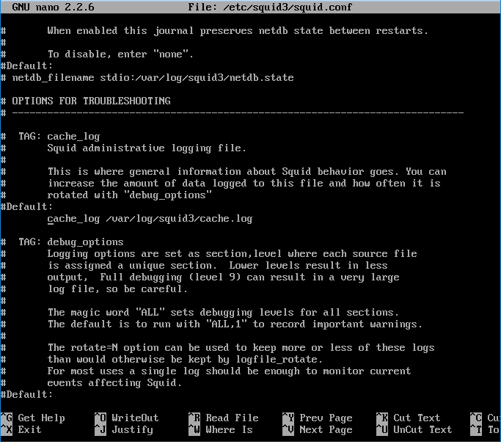 GNU nano 2.2.6 File: /etc/squid3/squid.conf
# When enabled this journal preserves netdb state between restarts.
#
# To disable, enter "none".
#Default:
# netdb_filename stdio:/var/log/squid3/netdb.state
# OPTIONS FOR TROUBLESHOOTING
# -----------------------------------------------------------------------------
# TAG: cache_log
# Squid administrative logging file.
#
# This is where general information about Squid behavior goes. You can
# increase the amount of data logged to this file and how often it is
# rotated with "debug_options"
#Default:
cache_log /var/log/squid3/cache.log
# TAG: debug_options
# Logging options are set as section,level where each source file
# is assigned a unique section. Lower levels result in less
# output, Full debugging (level 9) can result in a very large
# log file, so be careful.
#
# The magic word "ALL" sets debugging levels for all sections.
# The default is to run with "ALL,1" to record important warnings.
#
# The rotate=N option can be used to keep more or less of these logs
# than would otherwise be kept by logfile_rotate.
# For most uses a single log should be enough to monitor current
# events affecting Squid.
#Default:
^G Get Help ^O WriteOut ^R Read File ^Y Prev Page ^K Cut Text ^C Cu
^X Exit ^J Justify ^W Where Is ^V Next Page ^U UnCut Text ^T To